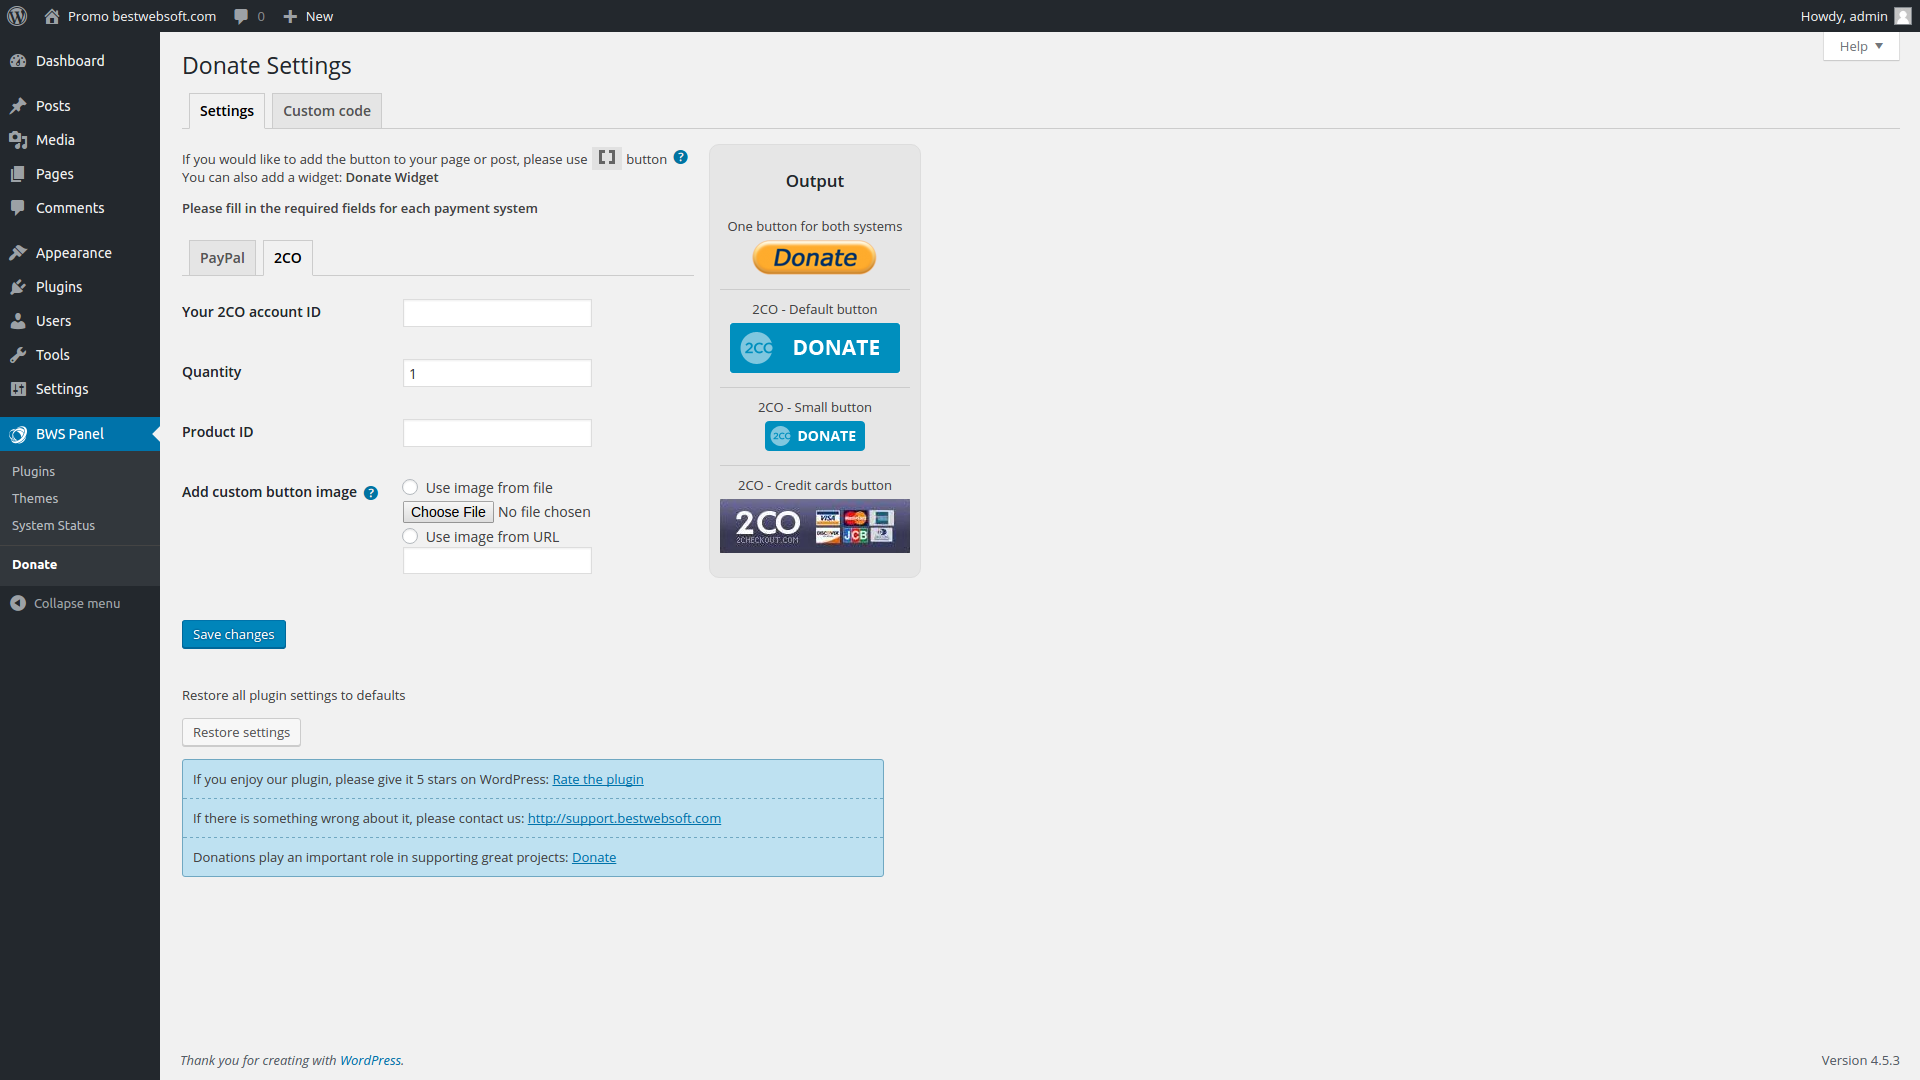 Promo bestwebsoft.com 0 New Howdy, admin
Help
Dashboard
Posts
Media
Pages
Comments
Appearance
Plugins
Users
Tools
Settings
BWS Panel
Plugins
Themes
System Status
Donate
Collapse menu
Donate Settings
Settings Custom code
If you would like to add the button to your page or post, please use [] button ?
You can also add a widget: Donate Widget
Please fill in the required fields for each payment system
PayPal 2CO
Your 2CO account ID
Quantity 1
Product ID
Add custom button image ? Use image from file
Choose File No file chosen
Use image from URL
Save changes
Restore all plugin settings to defaults
Restore settings
If you enjoy our plugin, please give it 5 stars on WordPress: Rate the plugin
If there is something wrong about it, please contact us: http://support.bestwebsoft.com
Donations play an important role in supporting great projects: Donate
Output
One button for both systems
Donate
2CO - Default button
2CO DONATE
2CO - Small button
2CO DONATE
2CO - Credit cards button
2CO VISA MasterCard
2CHECKOUT.COM DISCOVER JCB
Thank you for creating with WordPress.
Version 4.5.3